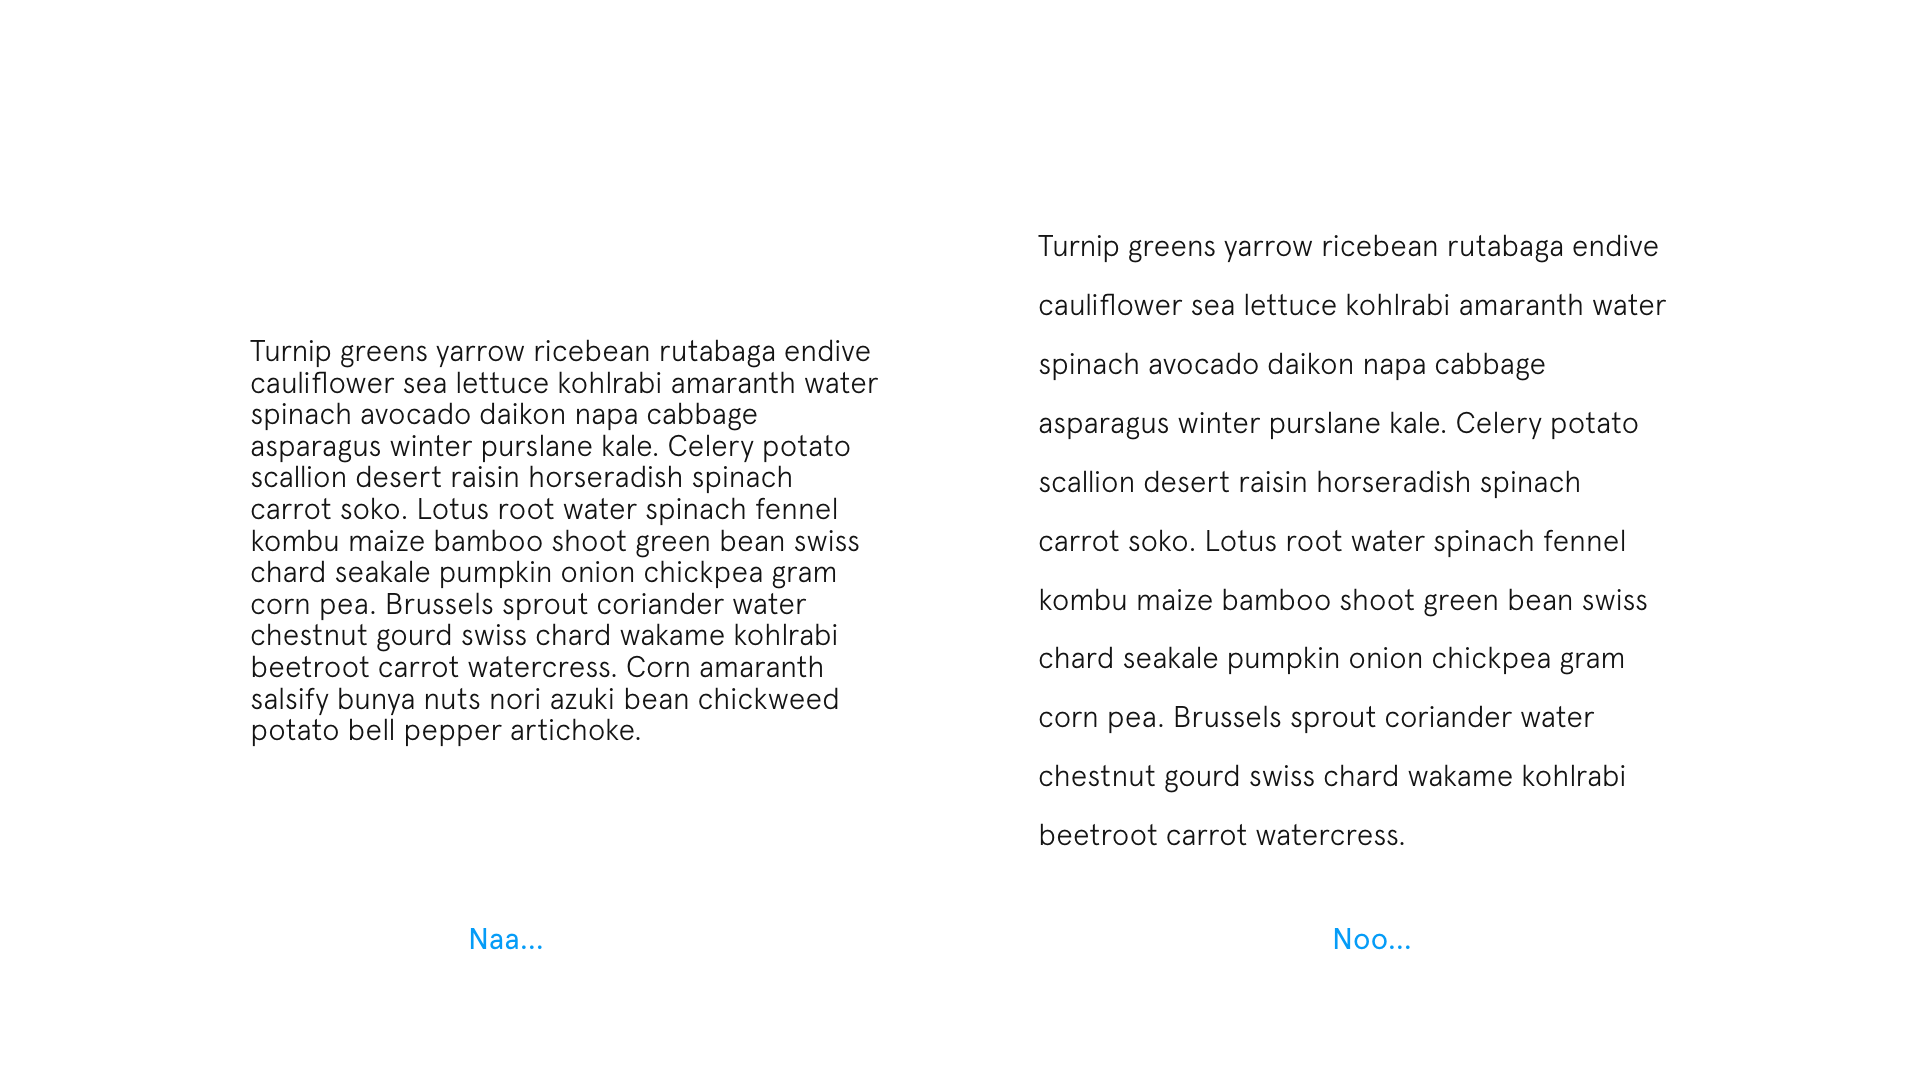 Turnip greens yarrow ricebean rutabaga endive
cauliflower sea lettuce kohlrabi amaranth water
spinach avocado daikon napa cabbage
asparagus winter purslane kale. Celery potato
scallion desert raisin horseradish spinach
carrot soko. Lotus root water spinach fennel
kombu maize bamboo shoot green bean swiss
chard seakale pumpkin onion chickpea gram
corn pea. Brussels sprout coriander water
chestnut gourd swiss chard wakame kohlrabi
beetroot carrot watercress. Corn amaranth
salsify bunya nuts nori azuki bean chickweed
potato bell pepper artichoke.
Naa...
Turnip greens yarrow ricebean rutabaga endive
cauliflower sea lettuce kohlrabi amaranth water
spinach avocado daikon napa cabbage
asparagus winter purslane kale. Celery potato
scallion desert raisin horseradish spinach
carrot soko. Lotus root water spinach fennel
kombu maize bamboo shoot green bean swiss
chard seakale pumpkin onion chickpea gram
corn pea. Brussels sprout coriander water
chestnut gourd swiss chard wakame kohlrabi
beetroot carrot watercress.
Noo...